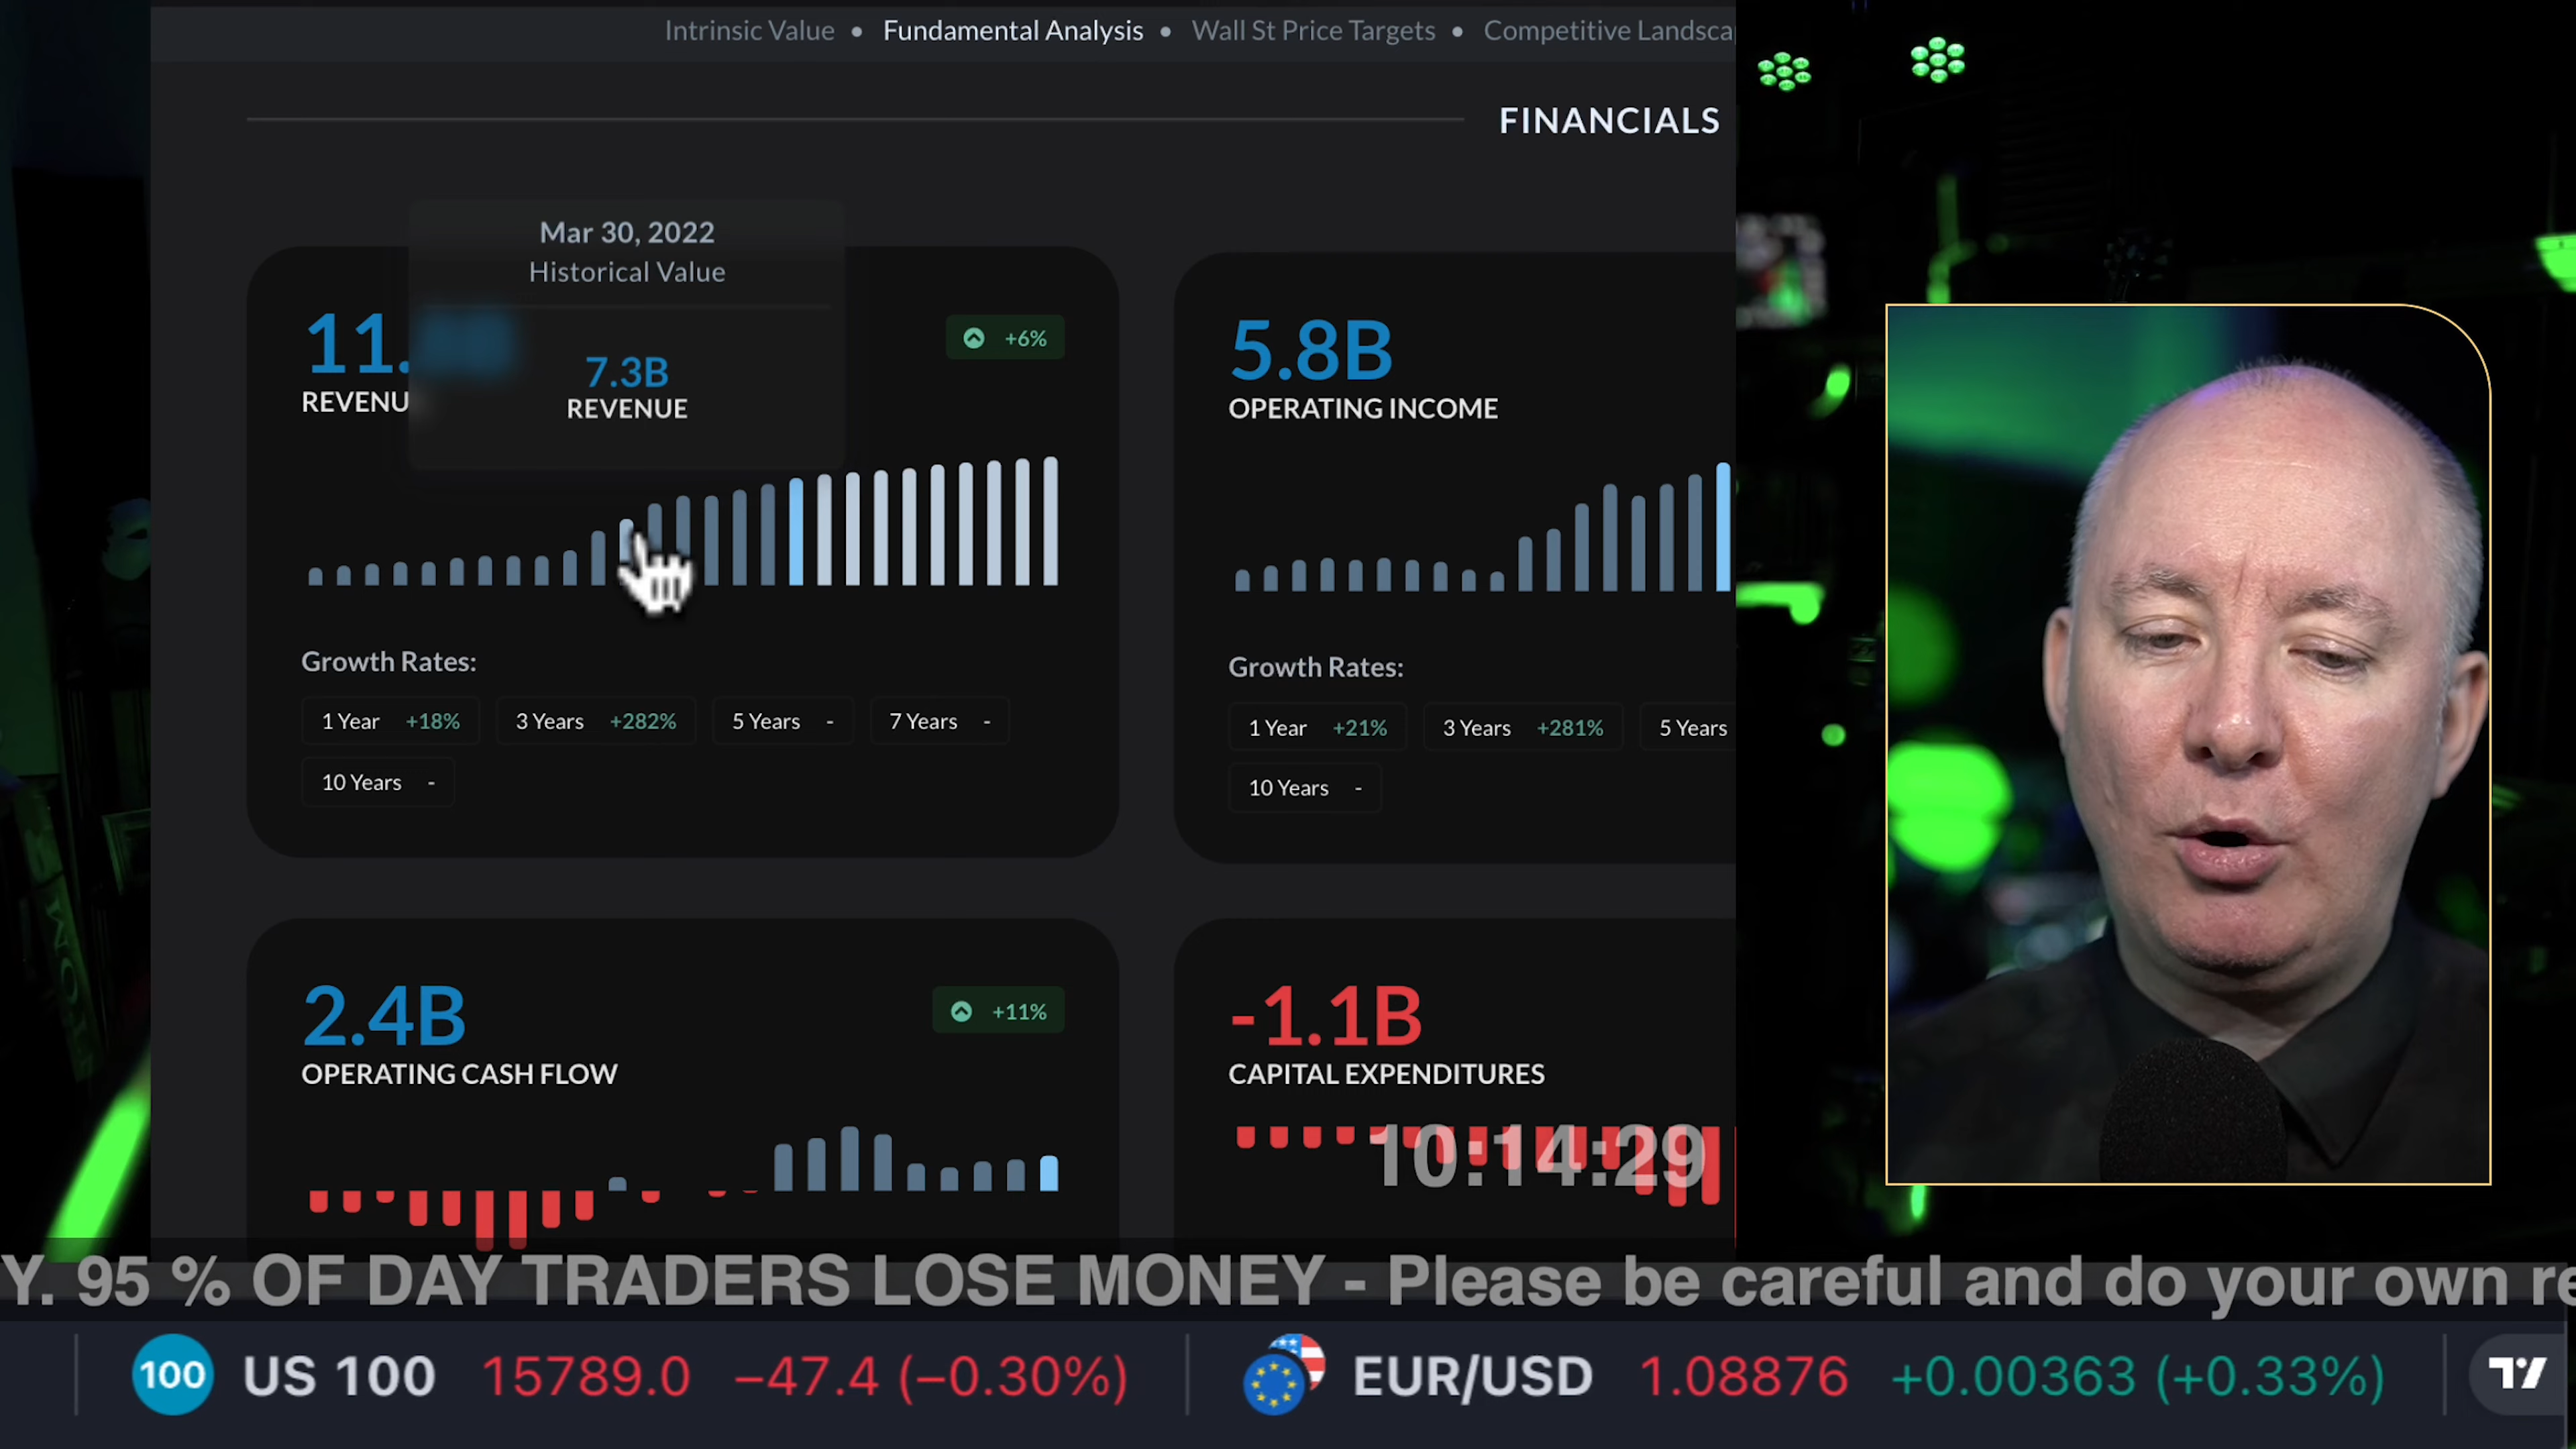 Intrinsic Value • Fundamental Analysis • Wall St Price Targets •  Competitive
FINANCIALS
Mar 30, 2022
Historical Value
7.3B
REVENUE
11.
REVENU
+6%
Growth Rates:
1 Year +18% 3 Years +282% 5 Years - 7 Years -
10 Years -
5.8B
OPERATING INCOME
Growth Rates:
1 Year +21% 3 Years +281% 5 Years
10 Years -
2.4B
+11%
OPERATING CASH FLOW
-1.1B
CAPITAL EXPENDITURES
10:14:29
Y. 95 % OF DAY TRADERS LOSE MONEY - Please be careful and do your own re
100 US 100 15789.0 −47.4 (−0.30%) EUR/USD 1.08876 +0.00363 (+0.33%)